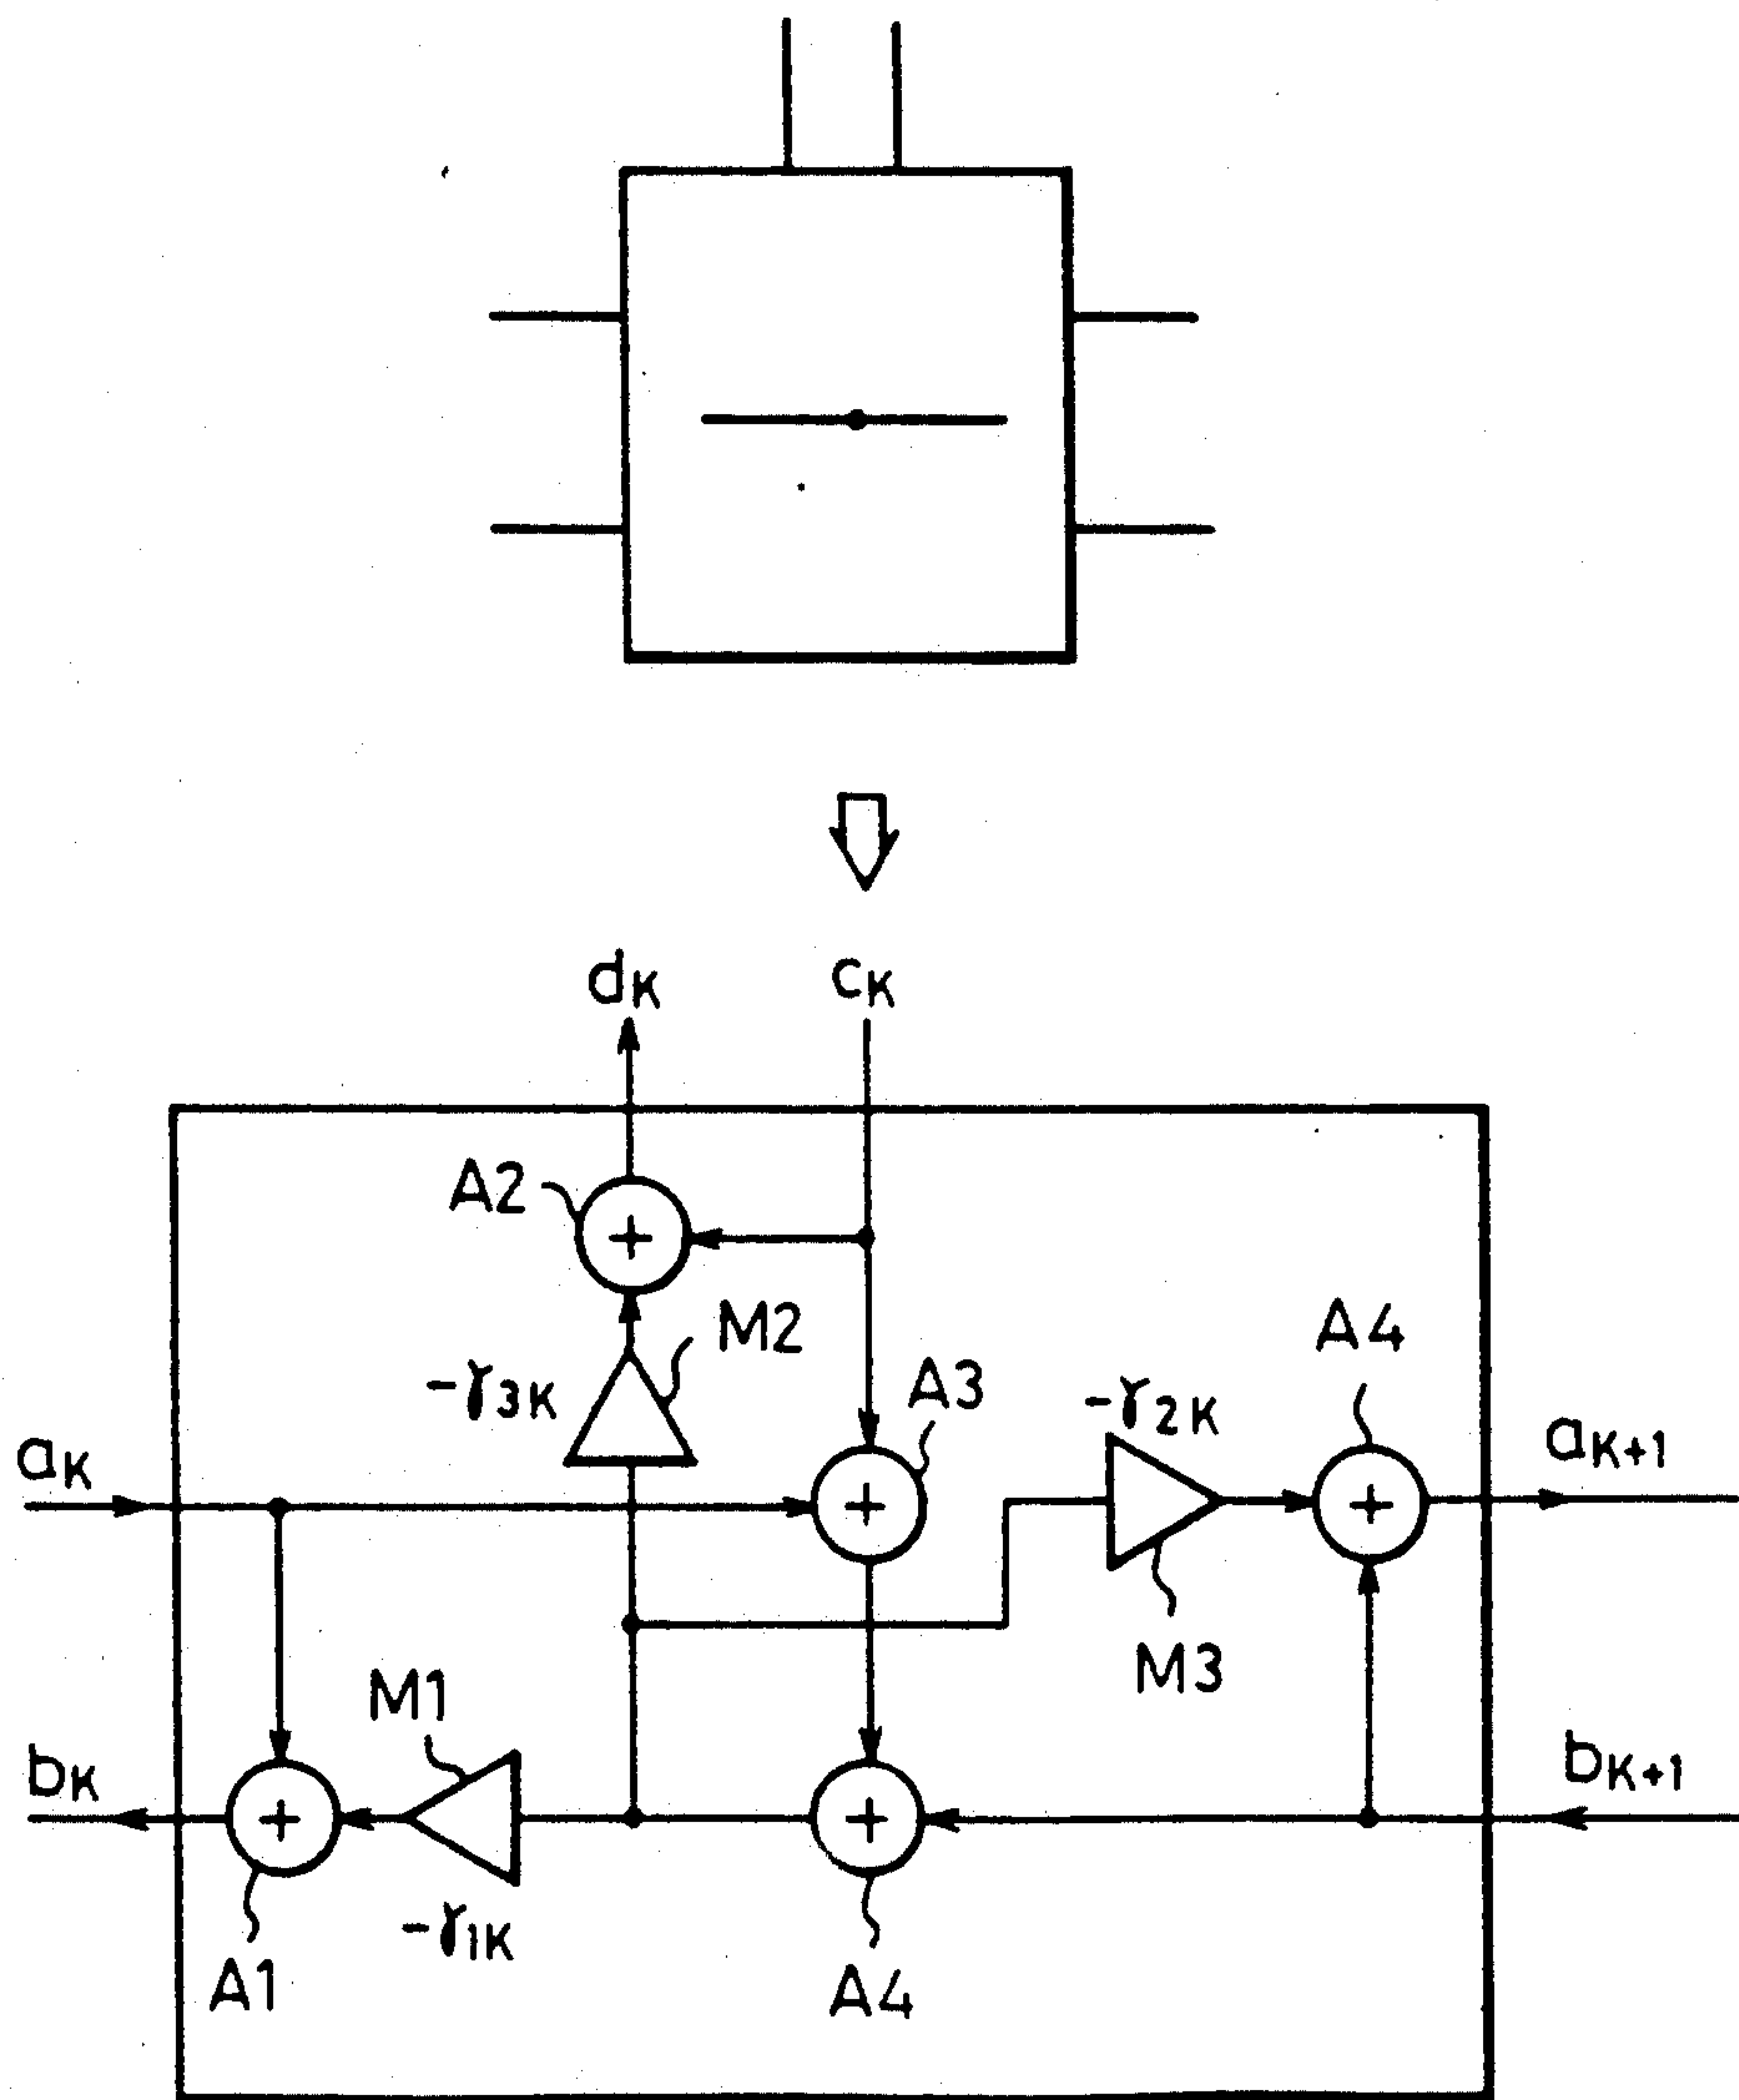 dK
cK
A2
+
M2
A4
-γ3K
A3
-γ2K
aK
aK+1
+
+
M3
M1
bK
bK+1
+
+
-γ1K
A1
A4